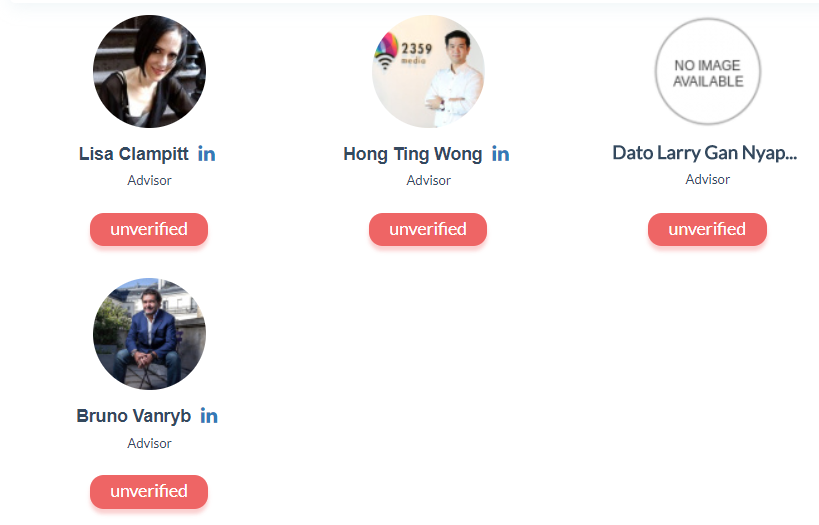 2359
media
NO IMAGE
AVAILABLE
Lisa Clampitt in
Hong Ting Wong in
Dato Larry Gan Nyap...
Advisor
Advisor
Advisor
unverified
unverified
unverified
Bruno Vanryb in
Advisor
unverified